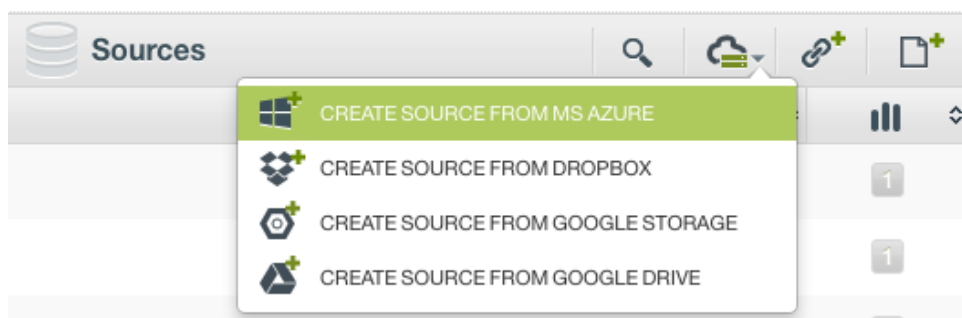 Sources
CREATE SOURCE FROM MS AZURE
CREATE SOURCE FROM DROPBOX
1
CREATE SOURCE FROM GOOGLE STORAGE
1
CREATE SOURCE FROM GOOGLE DRIVE